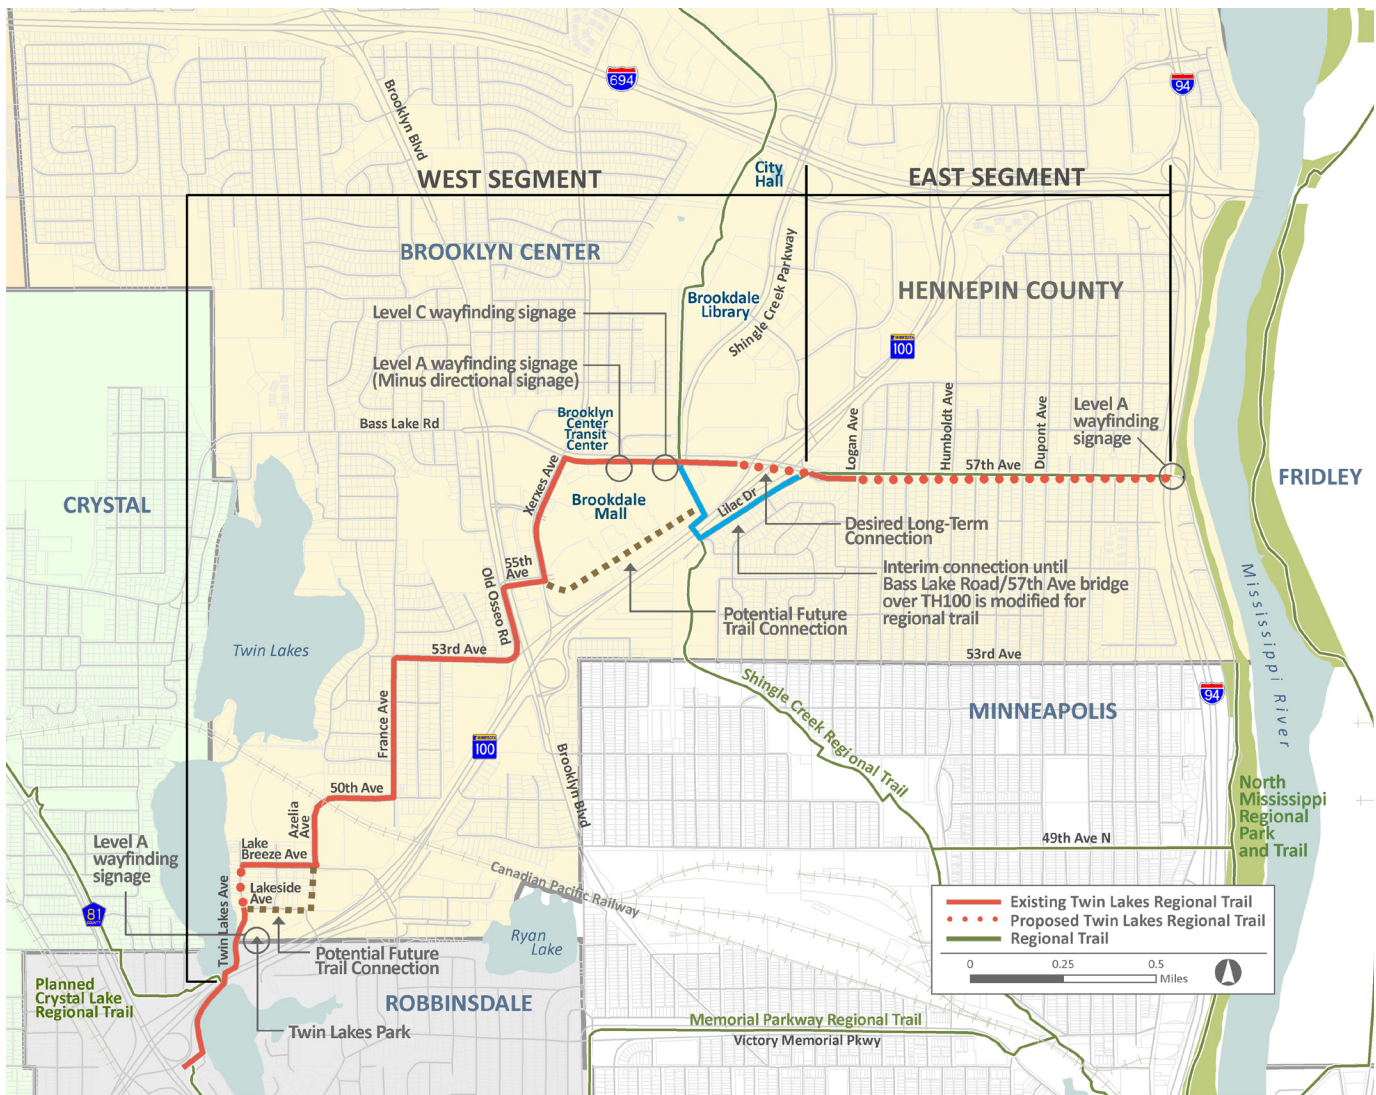 694
94
Brooklyn Blvd
City
Hall
WEST SEGMENT
EAST SEGMENT
BROOKLYN CENTER
Shingle Creek Parkway
HENNEPIN COUNTY
Brookdale
Library
Level C wayfinding signage
MINNESOTA
100
Level A wayfinding signage
(Minus directional signage)
Brooklyn
Center
Transit
Center
Bass Lake Rd
Logan Ave
Humboldt Ave
Dupont Ave
Level A
wayfinding
signage
57th Ave
FRIDLEY
Xerxes Ave
CRYSTAL
Brookdale
Mall
Lilac Dr
Desired Long-Term
Connection
55th
Ave
Old Osseo Rd
Interim connection until
Bass Lake Road/57th Ave bridge
over TH100 is modified for
regional trail
Mississippi River
Potential Future
Trail Connection
Twin Lakes
53rd Ave
53rd Ave
94
Shingle Creek Regional Trail
MINNEAPOLIS
France Ave
MINNESOTA
100
Brooklyn Blvd
50th Ave
Azelia
Ave
North
Mississippi
Regional
Park
and Trail
Level A
wayfinding
signage
Lake
Breeze Ave
49th Ave N
Canadian Pacific Railway
Lakeside
Ave
Twin Lakes Ave
81
COUNTY
Ryan
Lake
Existing Twin Lakes Regional Trail
Proposed Twin Lakes Regional Trail
Regional Trail
0 0.25 0.5
Miles
Potential Future
Trail Connection
Planned
Crystal Lake
Regional Trail
ROBBINSDALE
Twin Lakes Park
Memorial Parkway Regional Trail
Victory Memorial Pkwy